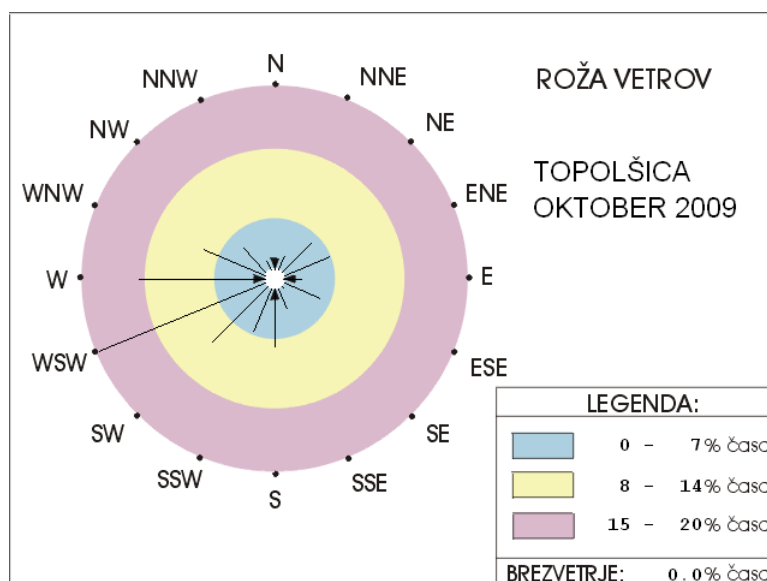 ROŽA VETROV
TOPOLŠICA
OKTOBER 2009
N
NNE
NE
ENE
E
ESE
SE
SSE
S
SSW
SW
WSW
W
WNW
NW
NNW
LEGENDA:
0 - 7% časa
8 - 14% časa
15 - 20% časa
BREZVETRJE: 0.0% časa